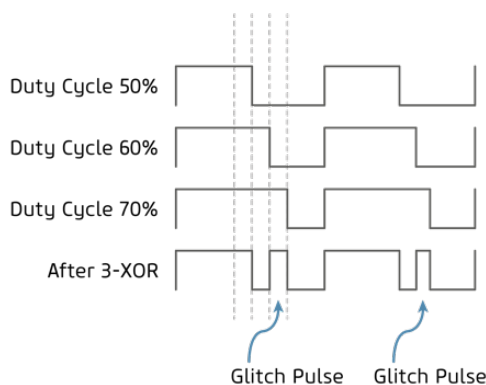 Duty Cycle 50%
Duty Cycle 60%
Duty Cycle 70%
After 3-XOR
Glitch Pulse Glitch Pulse